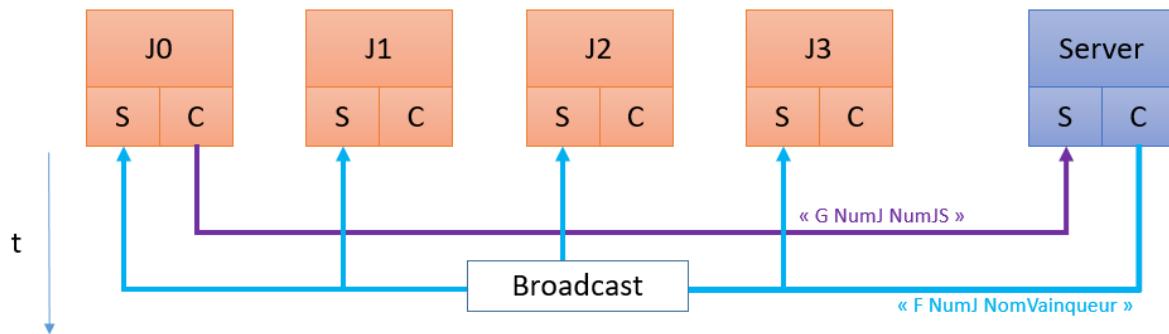 J0 J1 J2 J3 Server
S C S C S C S C S C
« G NumJ NumJS »
t
Broadcast
« F NumJ NomVainqueur »